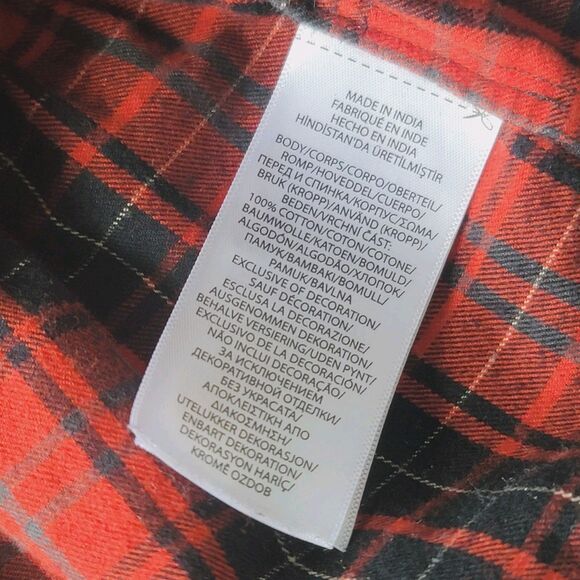 MADE IN INDIA
FABRIQUÉ EN INDE
HECHO EN INDIA
HİNDİSTAN'DA ÜRETİLMİŞTİR
BODY/CORPS/CORPO/OBERTEIL/
ROMP/HOVEDDEL/CUERPO/
ПЕРЕД И СПИНКА/КОРПУС/ΣΩΜΑ/
BRUK (KROPP)/ANVÄND (KROPP)/
BEDEN/VRCHNÍ ČÁST:
100% COTTON/COTON/COTONE/
BAUMWOLLE/KATOEN/BOMULD/
ALGODÓN/ALGODÃO/ХЛОПОК/
ПАМУК/ΒΑΜΒΑΚΙ/BOMULL/
PAMUK/BAVLNA
EXCLUSIVE OF DECORATION/
SAUF DÉCORATION/
ESCLUSA LA DECORAZIONE/
AUSGENOMMEN DEKORATION/
BEHALVE VERSIERING/UDEN PYNT/
EXCLUSIVO DE LA DECORACIÓN/
NÃO INCLUI DECORAÇÃO/
ЗА ИСКЛЮЧЕНИЕМ
ДЕКОРАТИВНОЙ ОТДЕЛКИ/
БЕЗ УКРАСАТА/
ΑΠΟΚΛΕΙΣΤΙΚΗ ΑΠΟ
ΔΙΑΚΟΣΜΗΣΗ/
UTELUKKER DEKORASJON/
ENBART DEKORATION/
DEKORASYON HARİÇ/
KROMĚ OZDOB